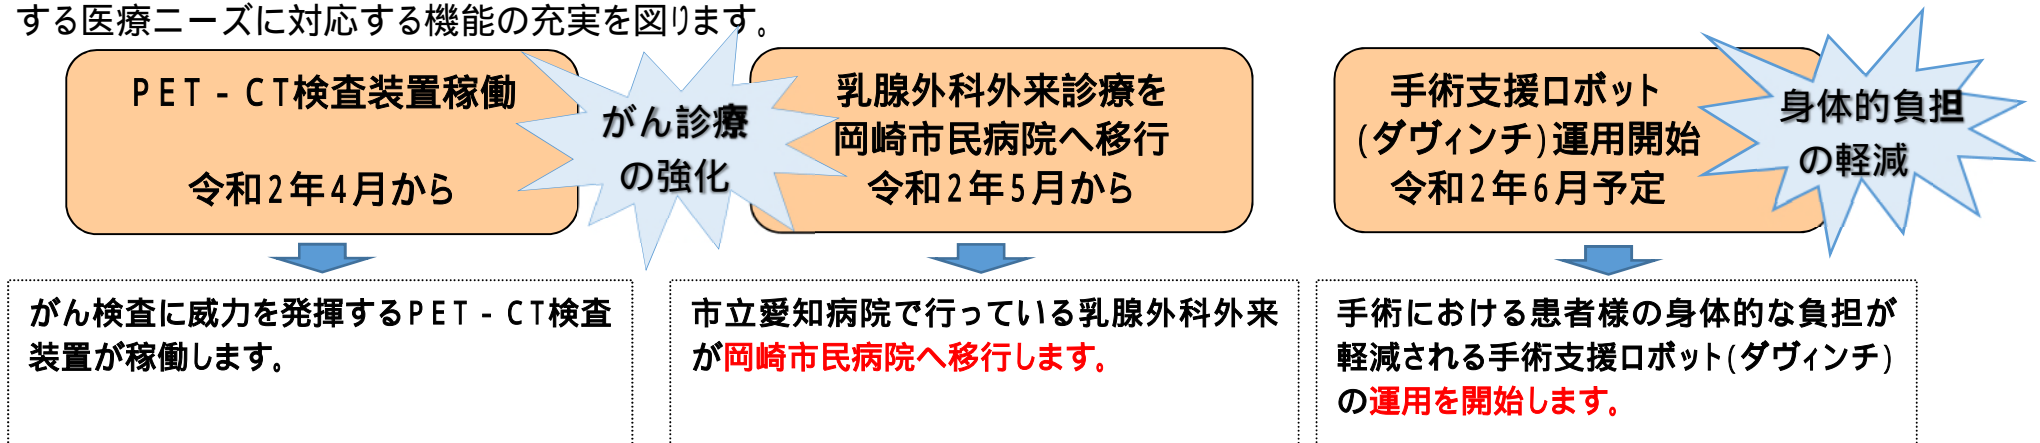 する医療ニーズに対応する機能の充実を図ります。
PET-CT検査装置稼働
令和2年4月から
がん診療
の強化
乳腺外科外来診療を
岡崎市民病院へ移行
令和2年5月から
手術支援ロボット
(ダヴィンチ)運用開始
令和2年6月予定
身体的負担
の軽減
がん検査に威力を発揮するPET-CT検査
装置が稼働します。
市立愛知病院で行っている乳腺外科外来
が岡崎市民病院へ移行します。
手術における患者様の身体的な負担が
軽減される手術支援ロボット(ダヴィンチ)
の運用を開始します。